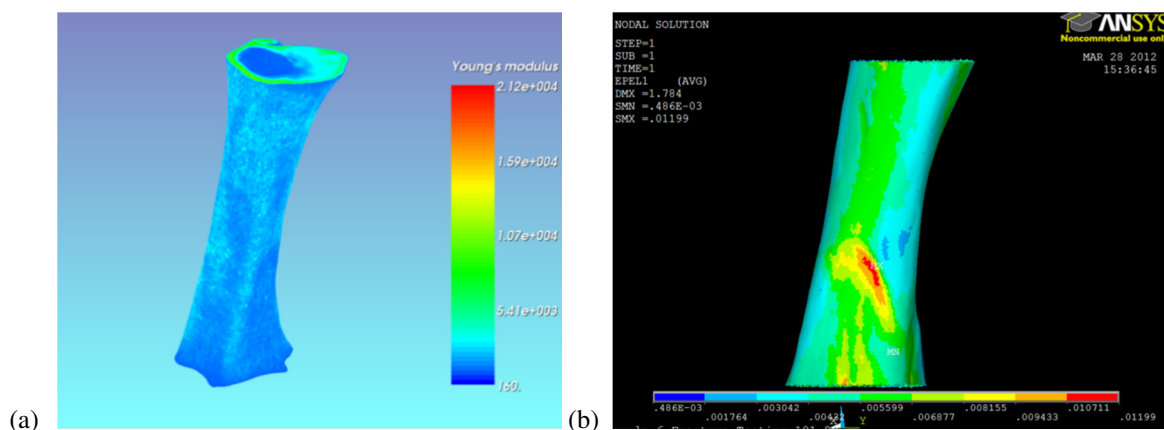 Young's modulus
2.12e+004
1.59e+004
1.07e+004
5.41e+003
160.
(a)
NODAL SOLUTION
STEP=1
SUB =1
TIME=1
EPEL1 (AVG)
DMX =1.784
SMN =.486E-03
SMX =.01199
ANSYS
Noncommercial use only
MAR 28 2012
15:36:45
MX
MN
.486E-03 .003042 .005599 .008155 .010711
.001764 .00432 .006877 .009433 .01199
Y
(b)